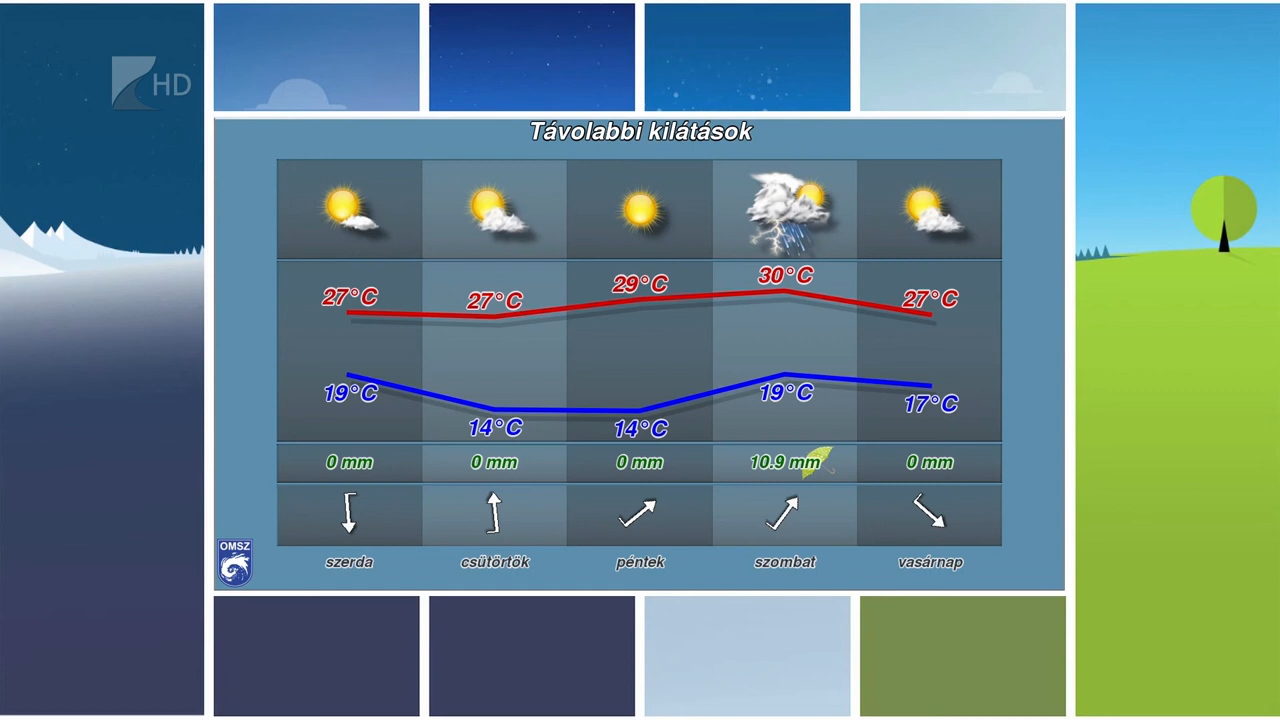 HD
Távolabbi kilátások
27°C 27°C 29°C 30°C 27°C
19°C 14°C 14°C 19°C 17°C
0 mm 0 mm 0 mm 10.9 mm 0 mm
OMSZ
szerda csütörtök péntek szombat vasárnap